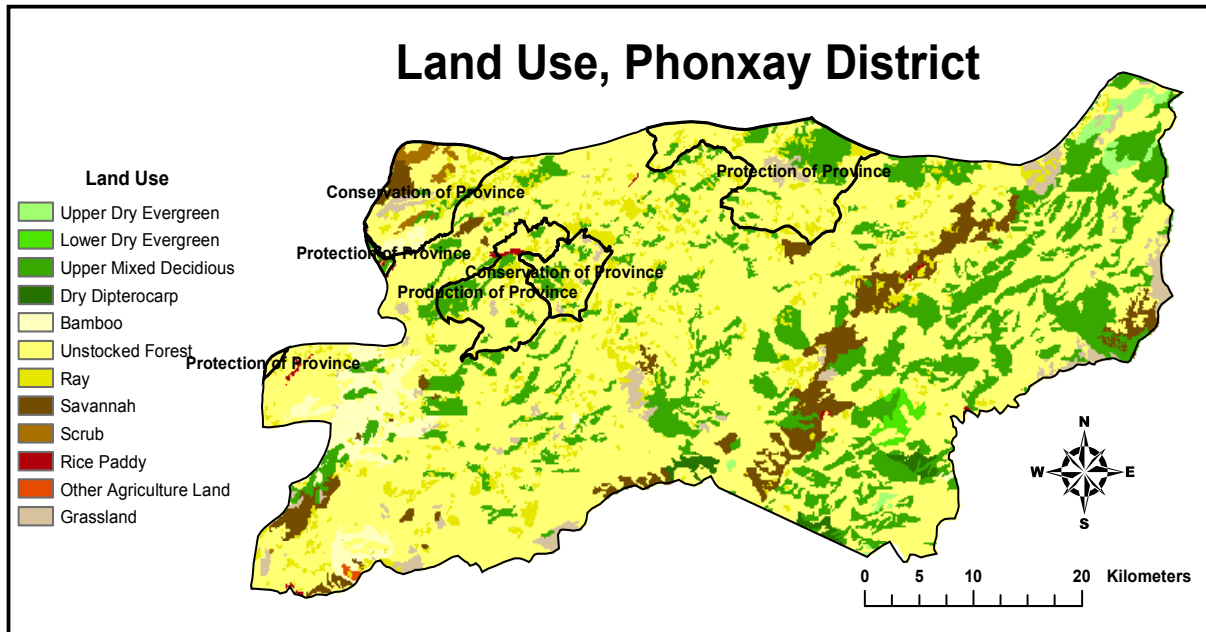 Land Use, Phonxay District
Land Use
Upper Dry Evergreen
Lower Dry Evergreen
Upper Mixed Decidious
Dry Dipterocarp
Bamboo
Unstocked Forest
Ray
Savannah
Scrub
Rice Paddy
Other Agriculture Land
Grassland
Protection of Province
Conservation of Province
Protection of Province
Conservation of Province
Production of Province
Protection of Province
N
W E
S
0 5 10 20 Kilometers